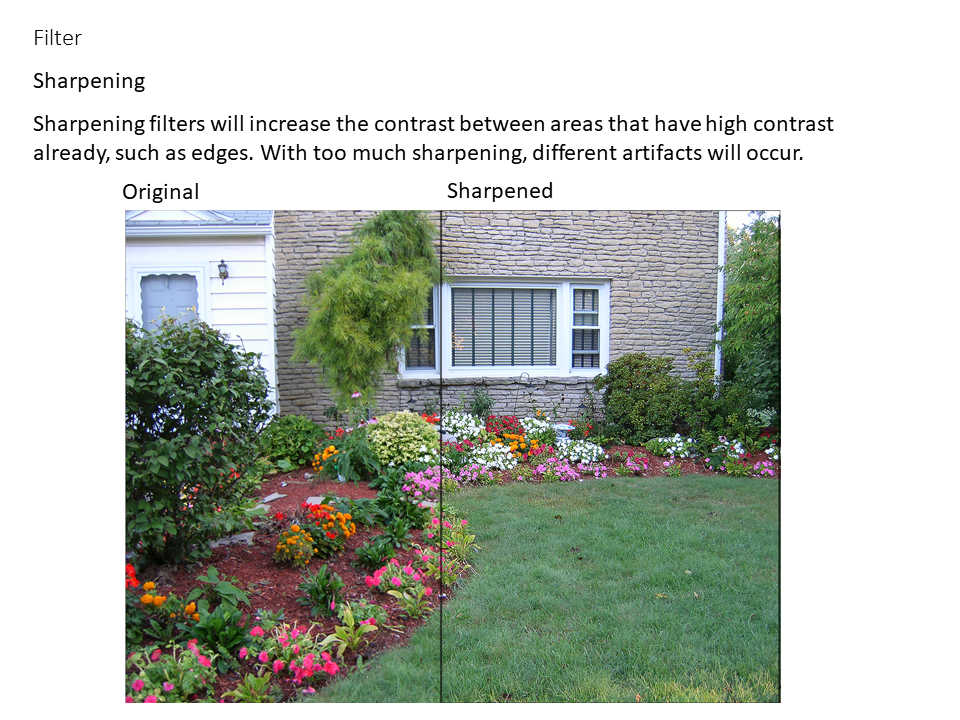 Filter
Sharpening
Sharpening filters will increase the contrast between areas that have high contrast
already, such as edges. With too much sharpening, different artifacts will occur.
Original
Sharpened